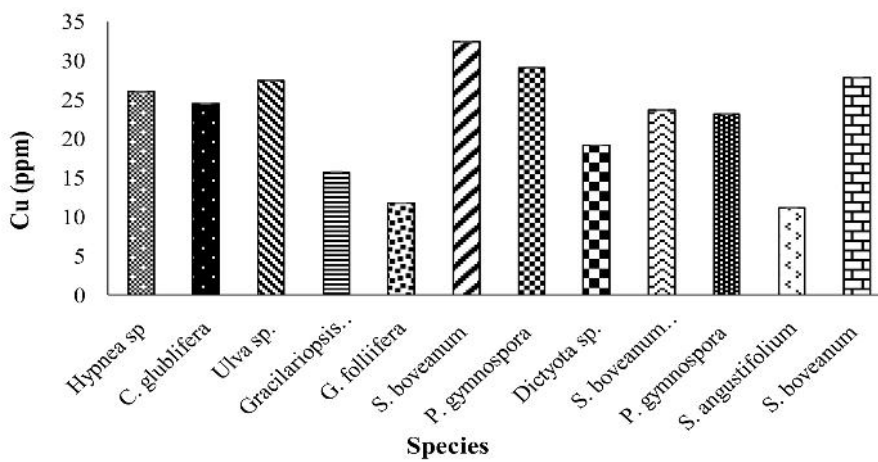 35
30
25
20
15
10
5
0
Cu (ppm)
Hypnea sp
C. glublifera
Ulva sp.
Gracilariopsis..
G. folliifera
S. boveanum
P. gymnospora
Dictyota sp.
S. boveanum..
P. gymnospora
S. angustifolium
S. boveanum
Species